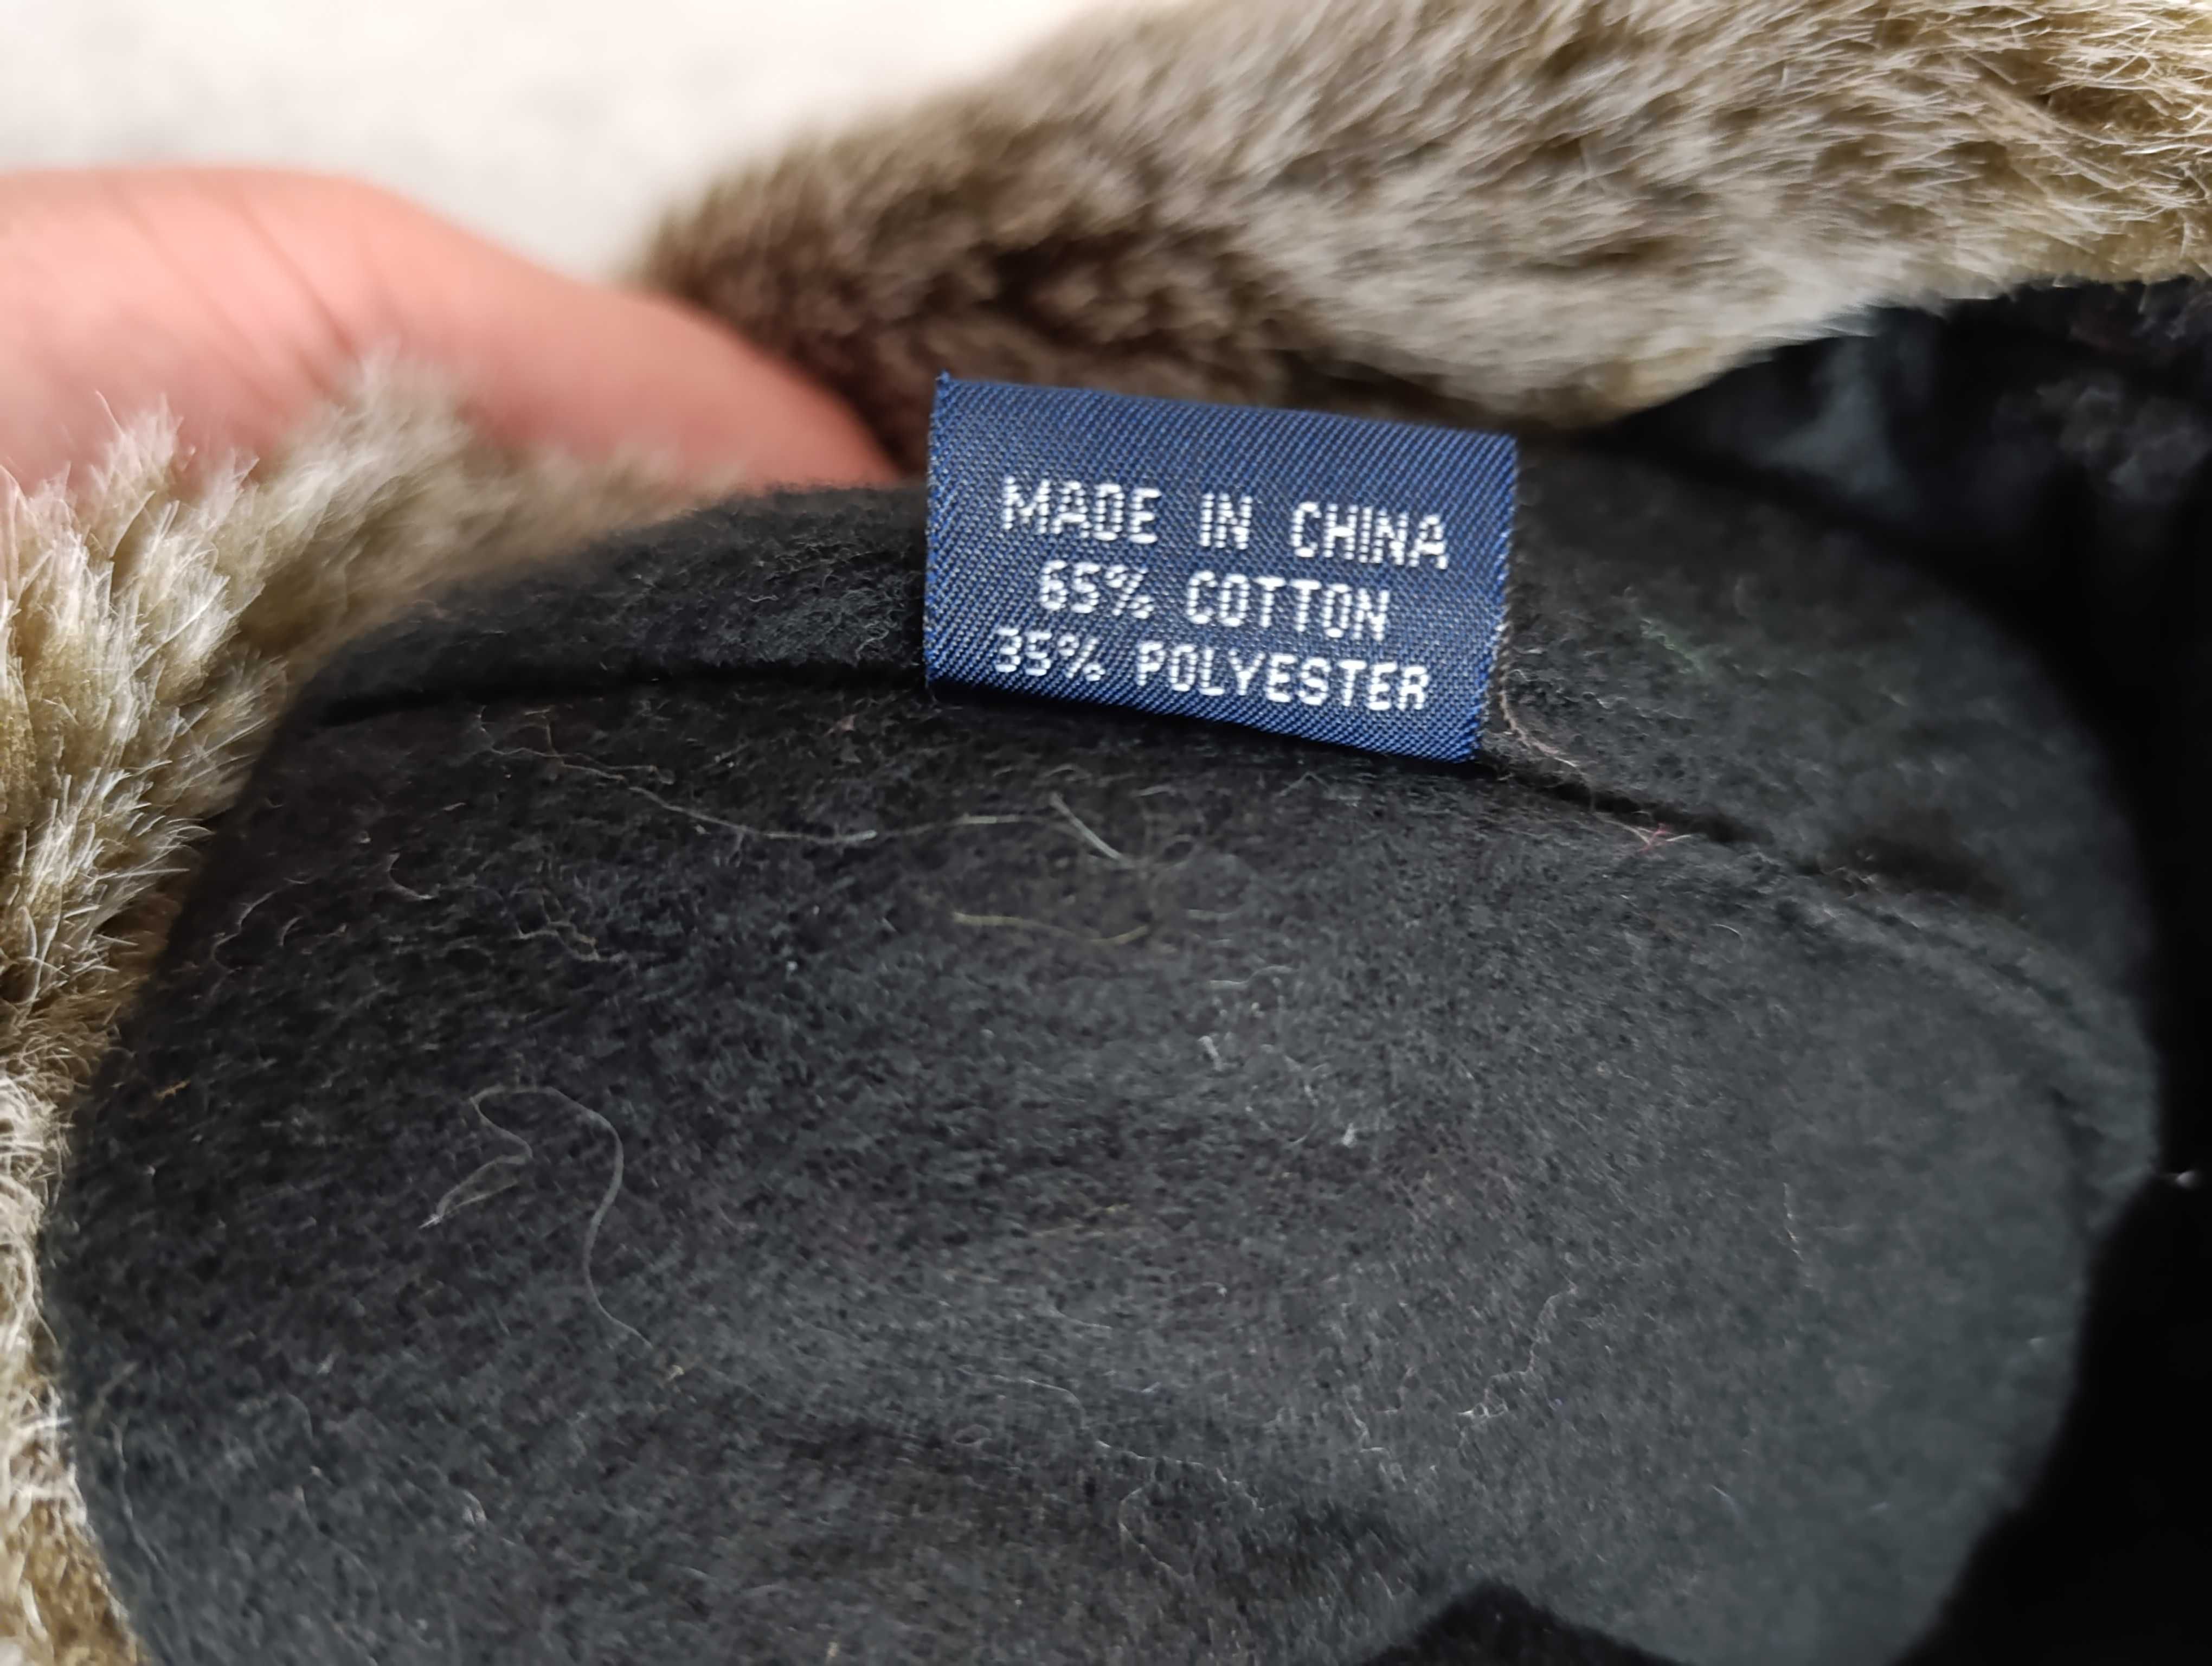 MADE IN CHINA
65% COTTON
35% POLYESTER